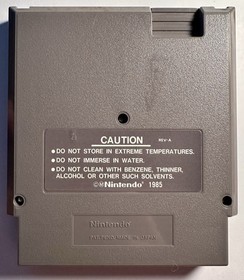 CAUTION REV-A
• DO NOT STORE IN EXTREME TEMPERATURES.
• DO NOT IMMERSE IN WATER.
• DO NOT CLEAN WITH BENZENE, THINNER,
ALCOHOL OR OTHER SUCH SOLVENTS.
©Ⓜ Nintendo 1985
Nintendo